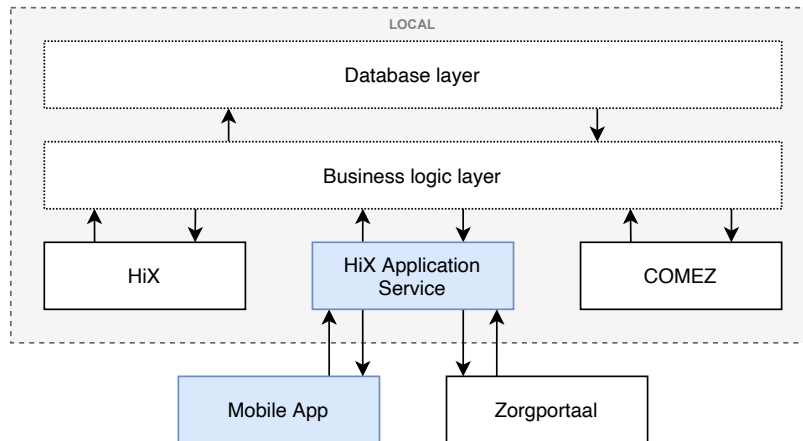 LOCAL
Database layer
Business logic layer
HiX
HiX Application
Service
COMEZ
Mobile App
Zorgportaal